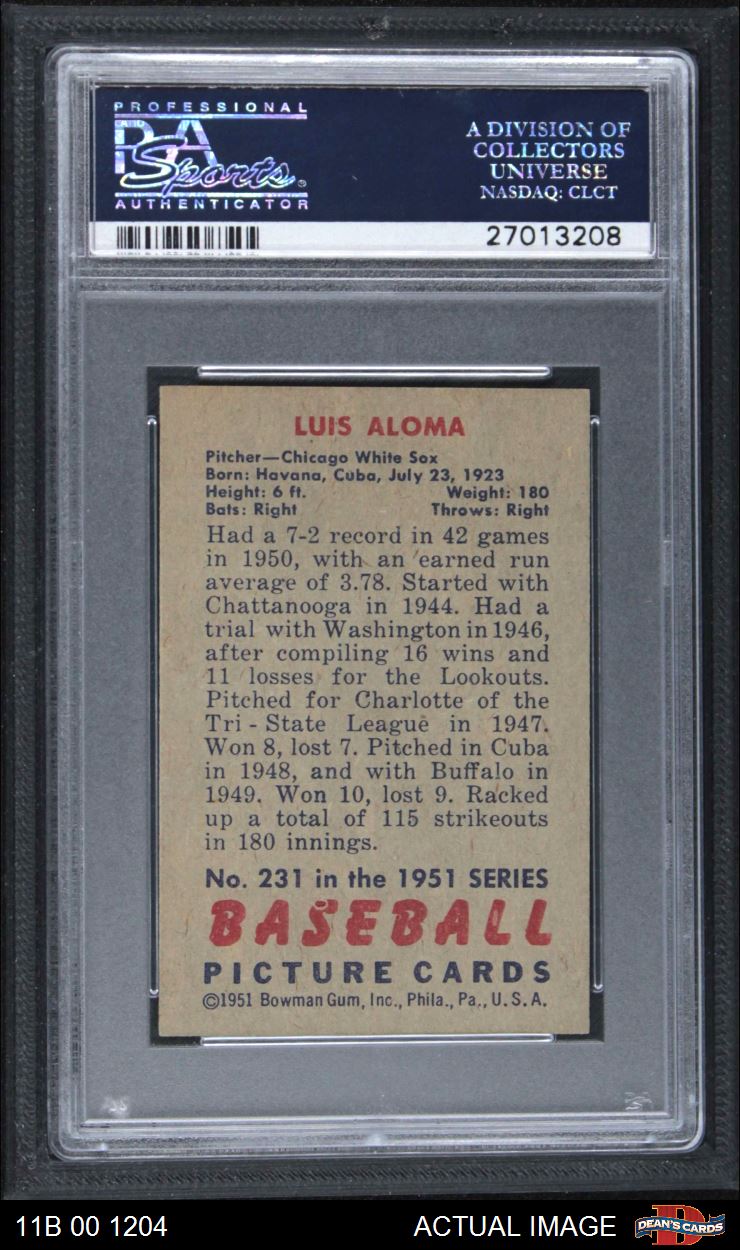 PROFESSIONAL
PSA
Sports
AUTHENTICATOR
A DIVISION OF
COLLECTORS
UNIVERSE
NASDAQ: CLCT
27013208
LUIS ALOMA
Pitcher—Chicago White Sox
Born: Havana, Cuba, July 23, 1923
Height: 6 ft. Weight: 180
Bats: Right Throws: Right
Had a 7-2 record in 42 games
in 1950, with an earned run
average of 3.78. Started with
Chattanooga in 1944. Had a
trial with Washington in 1946,
after compiling 16 wins and
11 losses for the Lookouts.
Pitched for Charlotte of the
Tri - State League in 1947.
Won 8, lost 7. Pitched in Cuba
in 1948, and with Buffalo in
1949. Won 10, lost 9. Racked
up a total of 115 strikeouts
in 180 innings.
No. 231 in the 1951 SERIES
BASEBALL
PICTURE CARDS
©1951 Bowman Gum, Inc., Phila., Pa., U. S. A.
11B 00 1204
ACTUAL IMAGE
DEAN'S CARDS